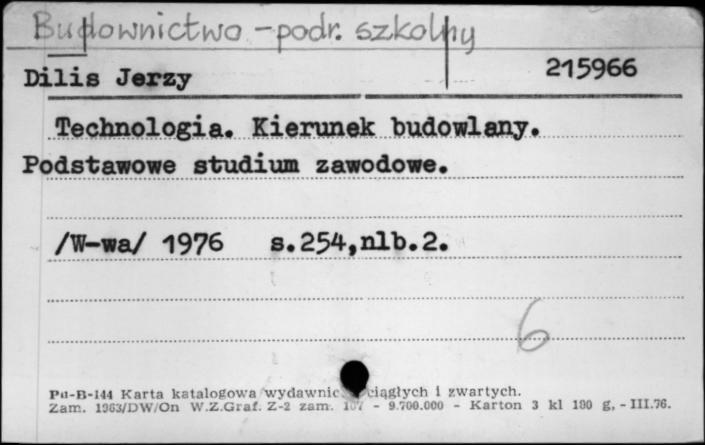 Budownictwo - podr. szkolny
Dilis Jerzy 215966
Technologia. Kierunek budowlany.
Podstawowe studium zawodowe.
/W-wa/ 1976 s.254,nlb.2.
6
Pu-B-144 Karta katalogowa wydawnic ciągłych i zwartych.
Zam. 1963/DW/On W.Z.Graf. Z-2 zam. - 9.700.000 - Karton 3 kl 180 g, - III.76.